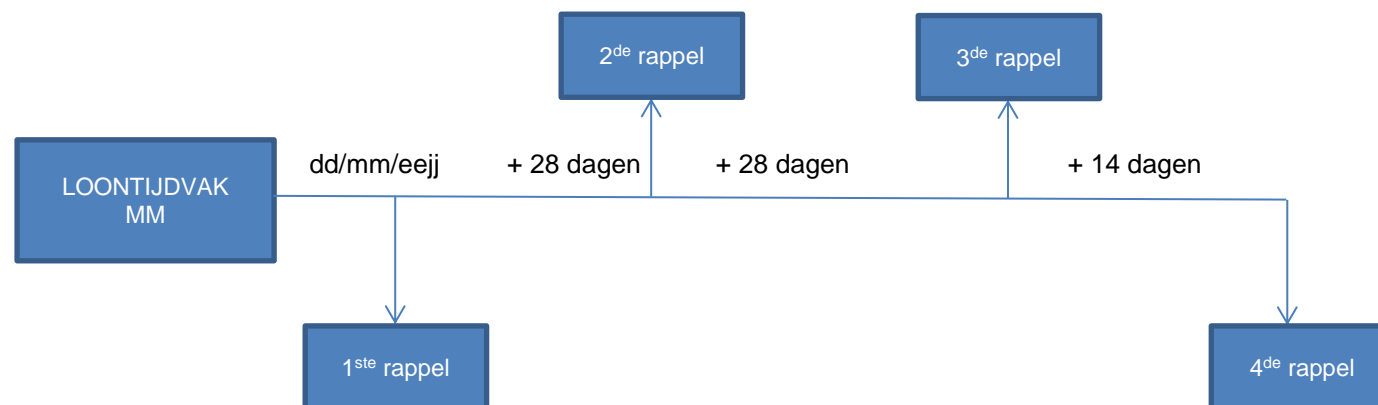 2de rappel
3de rappel
dd/mm/eejj
+ 28 dagen
+ 28 dagen
+ 14 dagen
LOONTIJDVAK
MM
1ste rappel
4de rappel